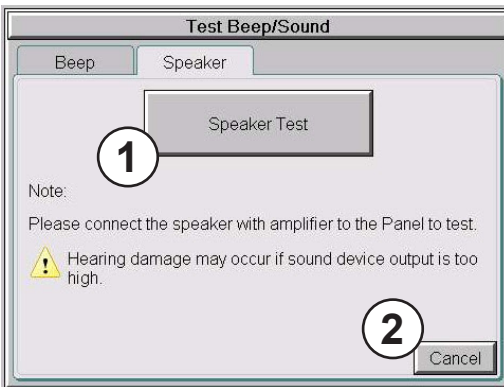 Test Beep/Sound
Beep
Speaker
Speaker Test
1
Note:
Please connect the speaker with amplifier to the Panel to test.
! Hearing damage may occur if sound device output is too
high.
2
Cancel